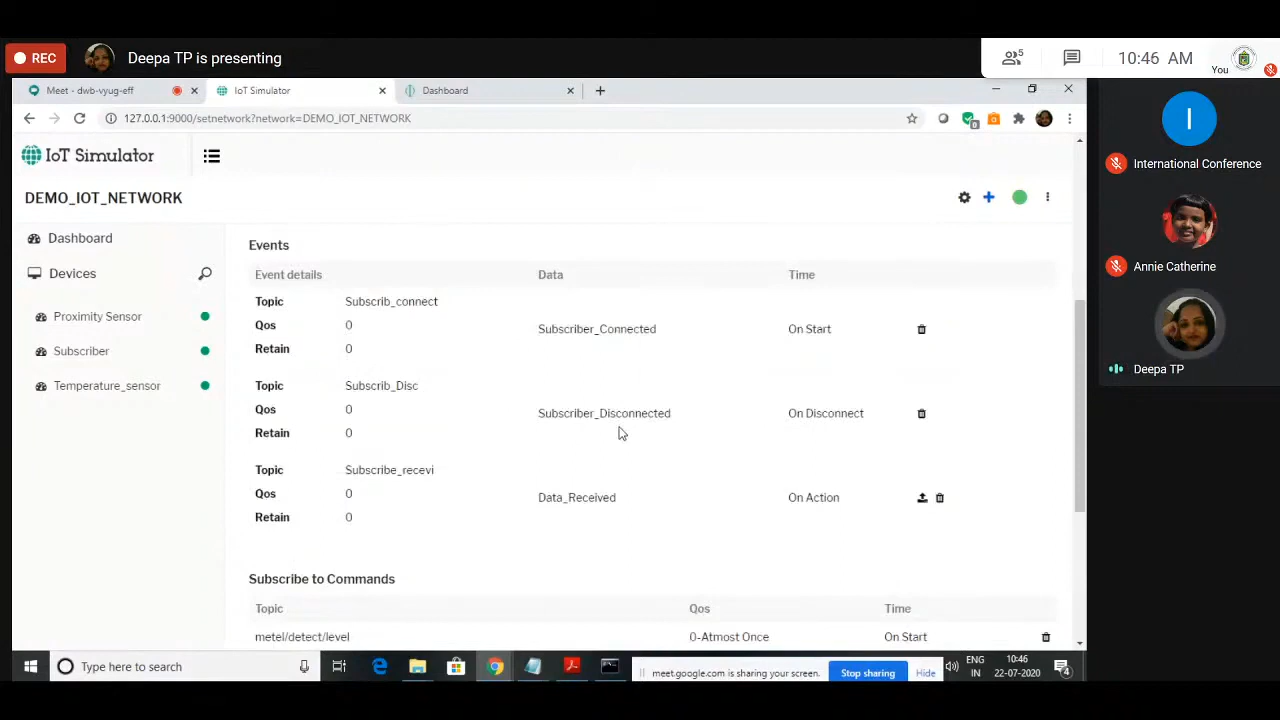 REC
Deepa TP is presenting
5
10:46 AM
You
Meet - dwb-vyug-eff
IoT Simulator
Dashboard
127.0.0.1:9000/setnetwork?network=DEMO_IOT_NETWORK
IoT Simulator
DEMO_IOT_NETWORK
Dashboard
Devices
Proximity Sensor
Subscriber
Temperature_sensor
Events
Event details Data Time
Topic Subscrib_connect
Qos 0 Subscriber_Connected On Start
Retain 0
Topic Subscrib_Disc
Qos 0 Subscriber_Disconnected On Disconnect
Retain 0
Topic Subscribe_recevi
Qos 0 Data_Received On Action
Retain 0
Subscribe to Commands
Topic Qos Time
metel/detect/level 0-Atmost Once On Start
I
International Conference
Annie Catherine
Deepa TP
Type here to search
meet.google.com is sharing your screen.
Stop sharing
Hide
ENG
IN
10:46
22-07-2020
4